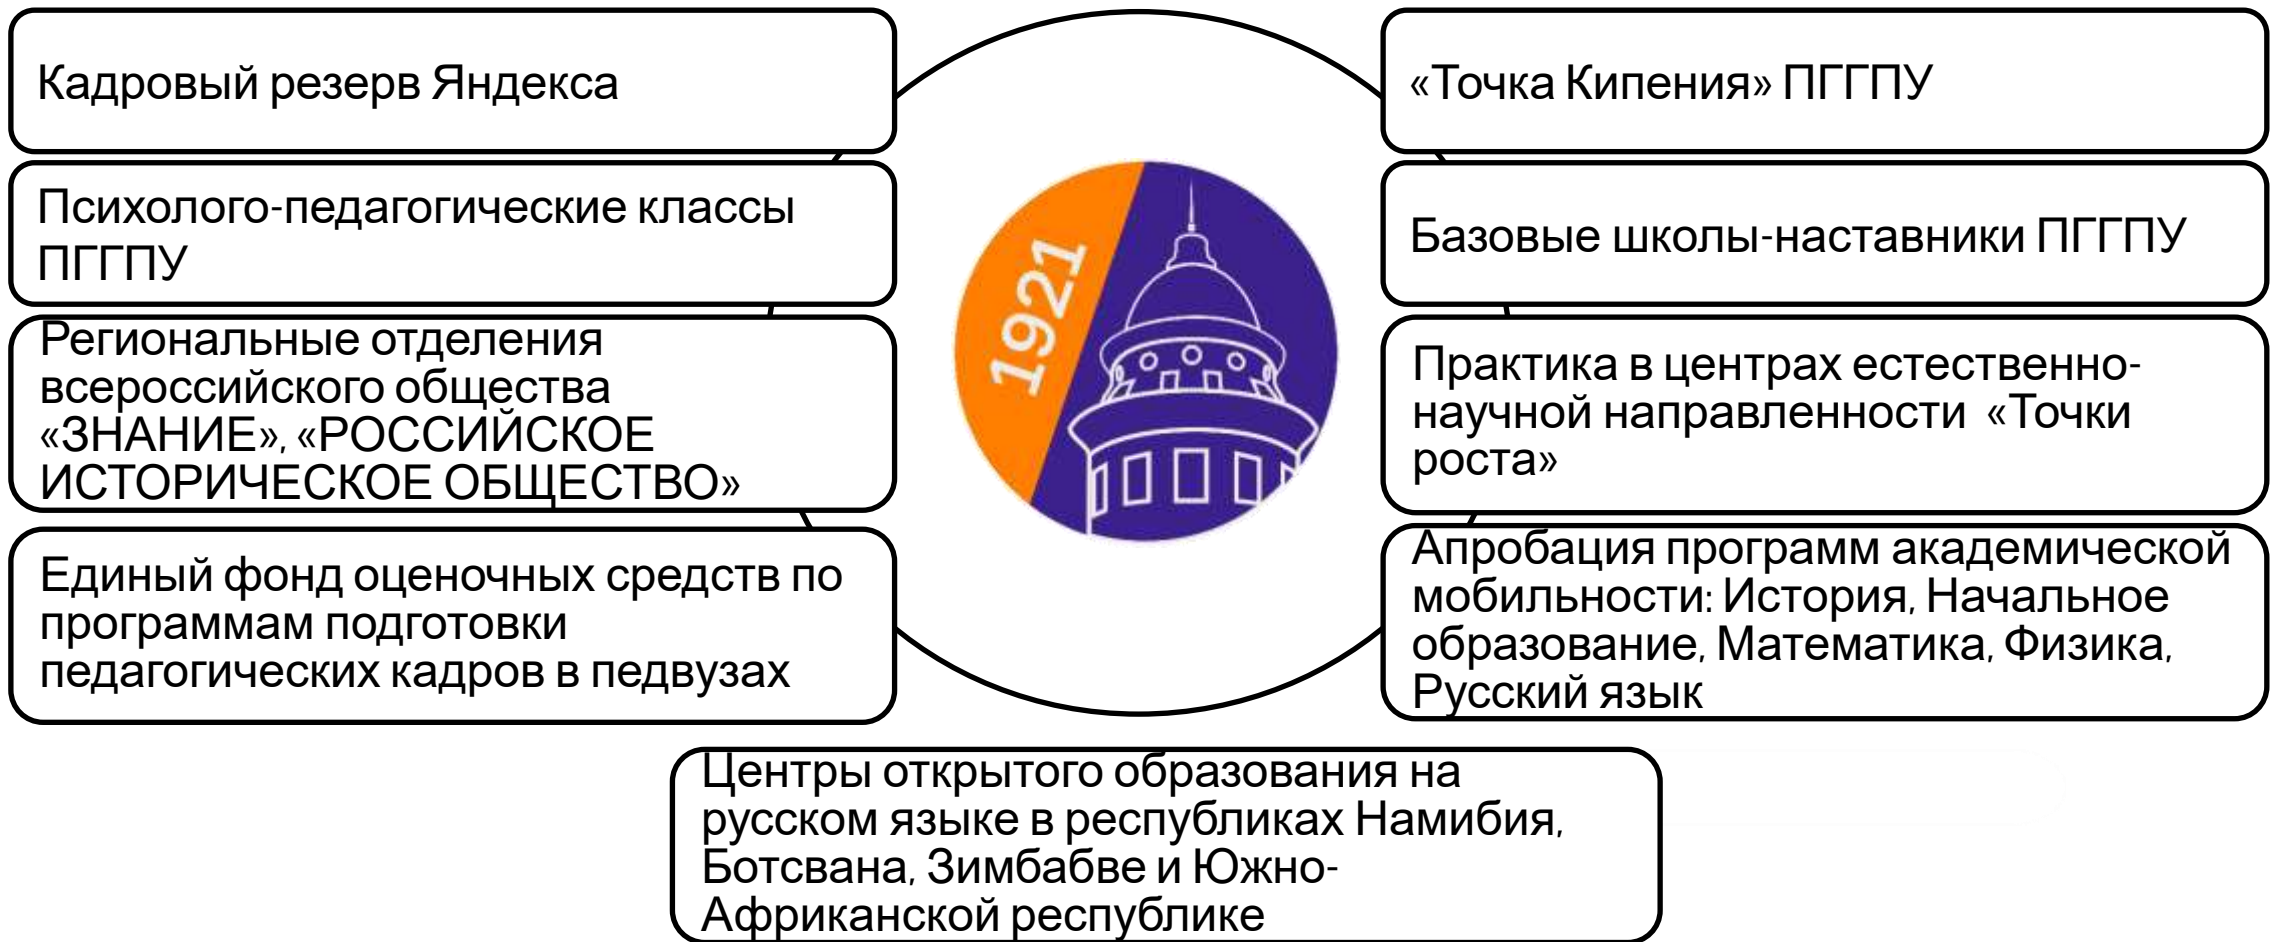 Кадровый резерв Яндекса
Психолого-педагогические классы
ПГГПУ
Региональные отделения
всероссийского общества
«ЗНАНИЕ», «РОССИЙСКОЕ
ИСТОРИЧЕСКОЕ ОБЩЕСТВО»
Единый фонд оценочных средств по
программам подготовки
педагогических кадров в педвузах
1921
«Точка Кипения» ПГГПУ
Базовые школы-наставники ПГГПУ
Практика в центрах естественно-
научной направленности «Точки
роста»
Апробация программ академической
мобильности: История, Начальное
образование, Математика, Физика,
Русский язык
Центры открытого образования на
русском языке в республиках Намибия,
Ботсвана, Зимбабве и Южно-
Африканской республике